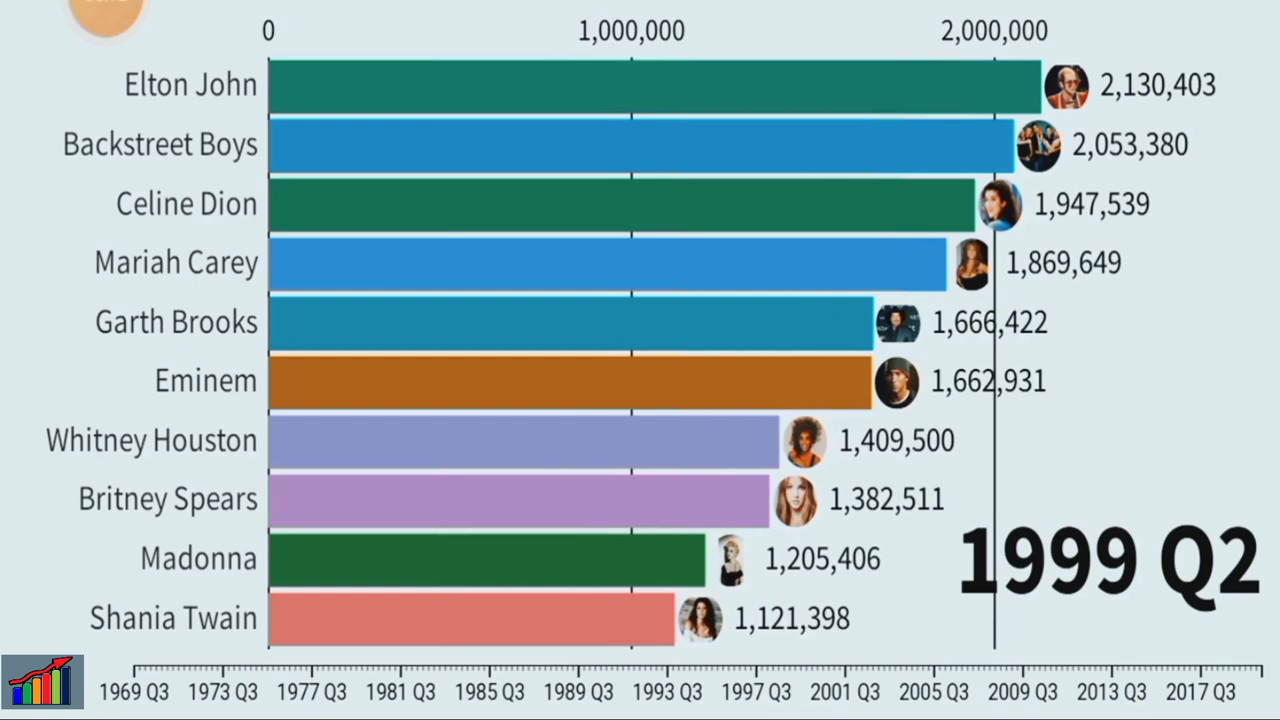 0 1,000,000 2,000,000
Elton John 2,130,403
Backstreet Boys 2,053,380
Celine Dion 1,947,539
Mariah Carey 1,869,649
Garth Brooks 1,666,422
Eminem 1,662,931
Whitney Houston 1,409,500
Britney Spears 1,382,511
Madonna 1,205,406
1999 Q2
Shania Twain 1,121,398
1969 Q3 1973 Q3 1977 Q3 1981 Q3 1985 Q3 1989 Q3 1993 Q3 1997 Q3 2001 Q3 2005 Q3 2009 Q3 2013 Q3 2017 Q3